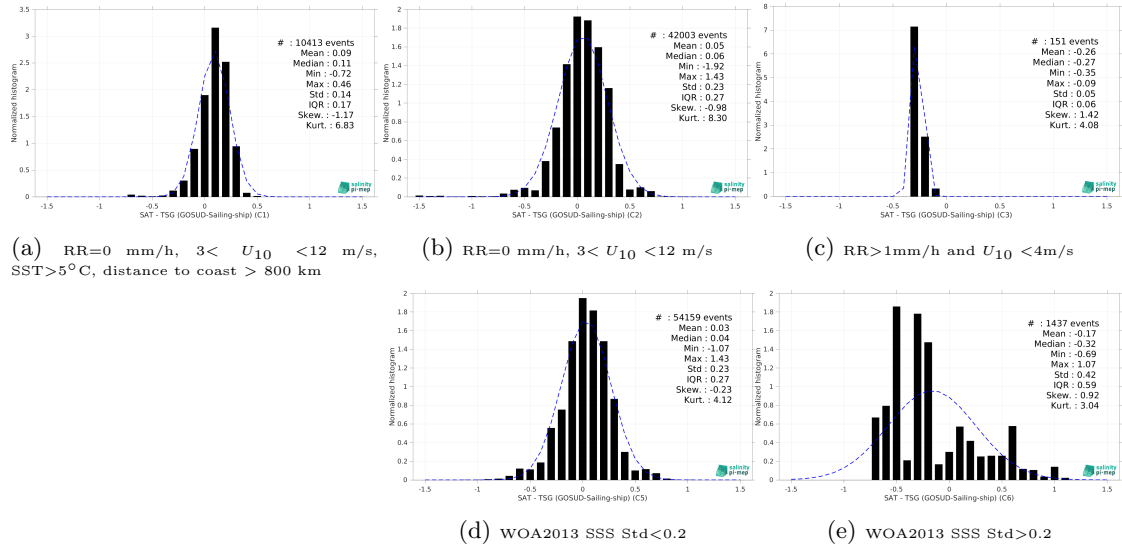 3.5
3
2.5
2
1.5
1
0.5
0
Normalized histogram
# : 10413 events
Mean : 0.09
Median : 0.11
Min : -0.72
Max : 0.46
Std : 0.14
IQR : 0.17
Skew. : -1.17
Kurt. : 6.83
salinity
pi-mep
-1.5 -1 -0.5 0 0.5 1 1.5
SAT - TSG (GOSUD-Sailing-ship) (C1)
(a) RR=0 mm/h, 3< U10 <12 m/s,
SST>5°C, distance to coast > 800 km
2
1.8
1.6
1.4
1.2
1
0.8
0.6
0.4
0.2
0
Normalized histogram
# : 42003 events
Mean : 0.05
Median : 0.06
Min : -1.92
Max : 1.43
Std : 0.23
IQR : 0.27
Skew. : -0.98
Kurt. : 8.30
salinity
pi-mep
-1.5 -1 -0.5 0 0.5 1 1.5
SAT - TSG (GOSUD-Sailing-ship) (C2)
(b) RR=0 mm/h, 3< U10 <12 m/s
8
7
6
5
4
3
2
1
0
Normalized histogram
# : 151 events
Mean : -0.26
Median : -0.27
Min : -0.35
Max : -0.09
Std : 0.05
IQR : 0.06
Skew. : 1.42
Kurt. : 4.08
salinity
pi-mep
-1.5 -1 -0.5 0 0.5 1 1.5
SAT - TSG (GOSUD-Sailing-ship) (C3)
(c) RR>1mm/h and U10 <4m/s
2
1.8
1.6
1.4
1.2
1
0.8
0.6
0.4
0.2
0
Normalized histogram
# : 54159 events
Mean : 0.03
Median : 0.04
Min : -1.07
Max : 1.43
Std : 0.23
IQR : 0.27
Skew. : -0.23
Kurt. : 4.12
salinity
pi-mep
-1.5 -1 -0.5 0 0.5 1 1.5
SAT - TSG (GOSUD-Sailing-ship) (C5)
(d) WOA2013 SSS Std<0.2
2
1.8
1.6
1.4
1.2
1
0.8
0.6
0.4
0.2
0
Normalized histogram
# : 1437 events
Mean : -0.17
Median : -0.32
Min : -0.69
Max : 1.07
Std : 0.42
IQR : 0.59
Skew. : 0.92
Kurt. : 3.04
salinity
pi-mep
-1.5 -1 -0.5 0 0.5 1 1.5
SAT - TSG (GOSUD-Sailing-ship) (C6)
(e) WOA2013 SSS Std>0.2